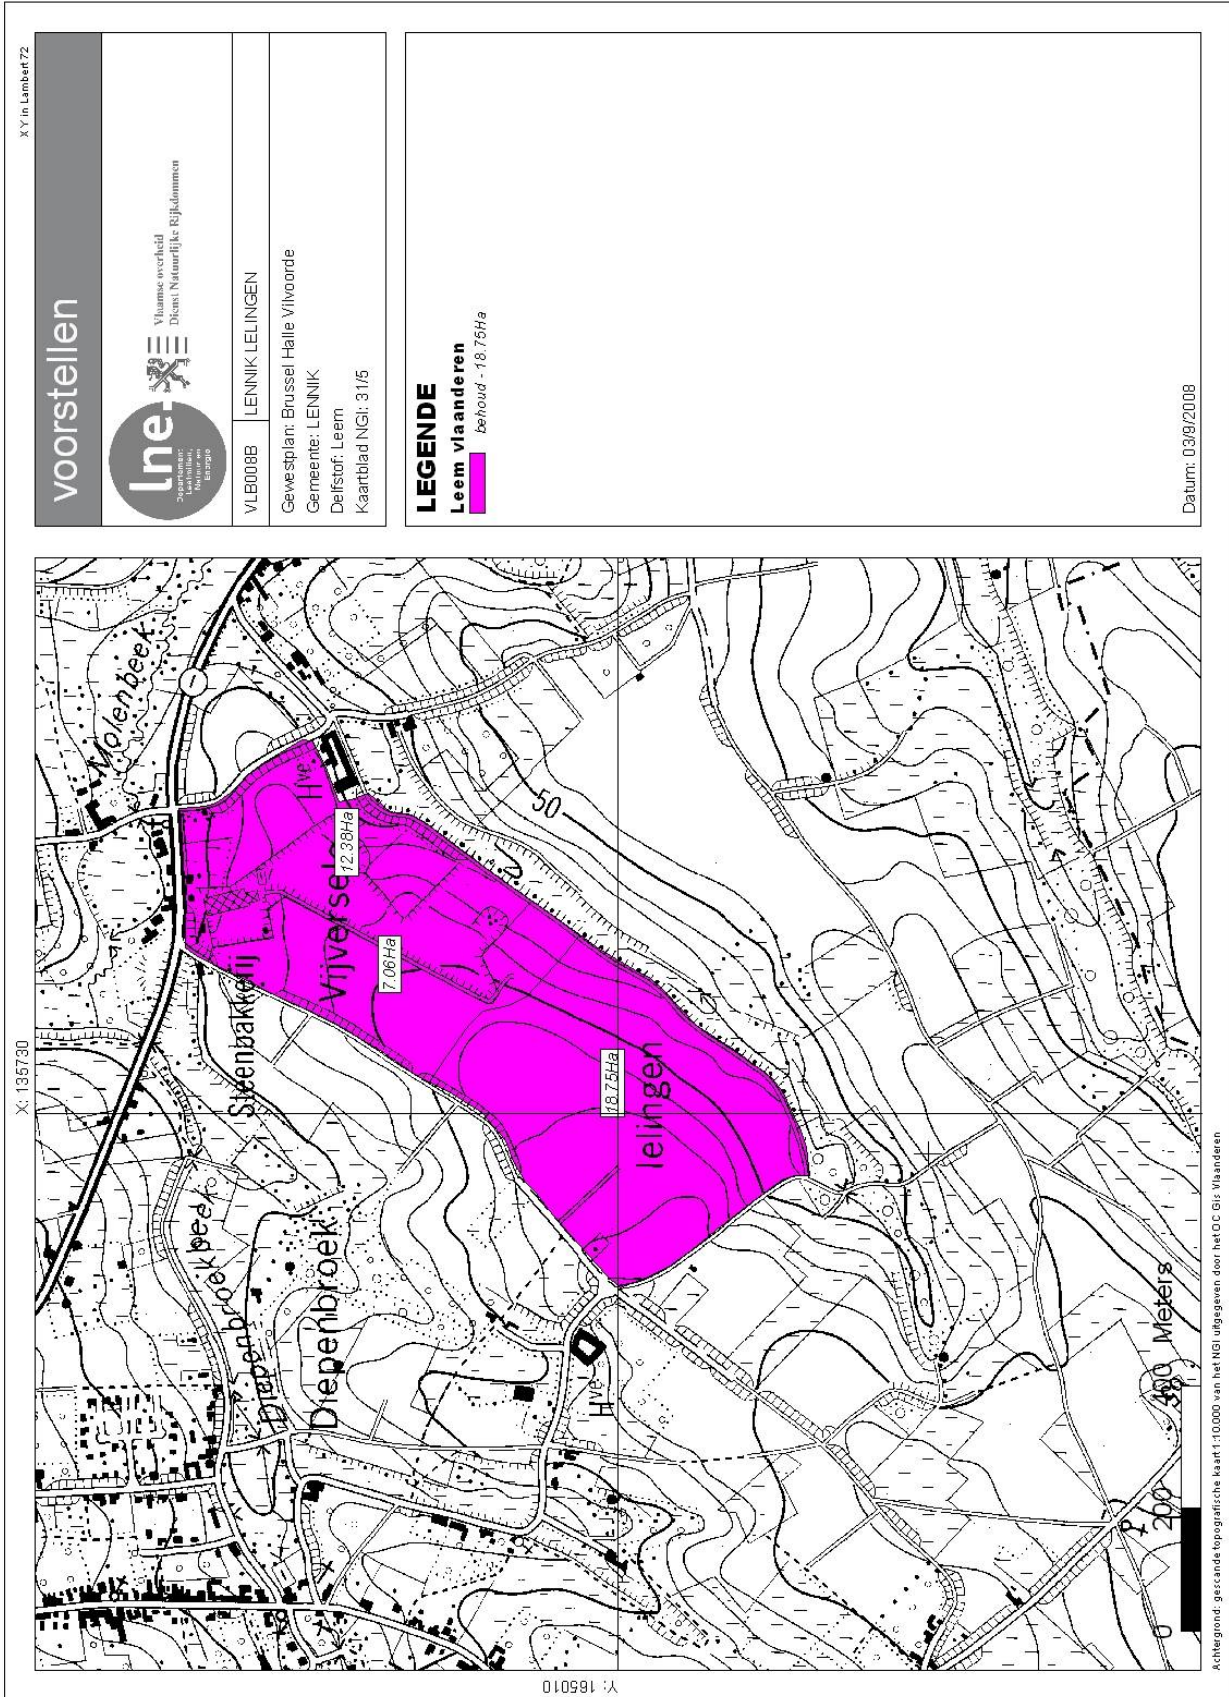 X Y in Lambert 72
voorstellen
lne
Departement
Leefmilieu,
Natuur en
Energie
Vlaamse overheid
Dienst Natuurlijke Rijkdommen
VLB008B
LENNIK LELINGEN
Gewestplan: Brussel Halle Vilvoorde
Gemeente: LENNIK
Delfstof: Leem
Kaartblad NGI: 31/5
LEGENDE
Leem vlaanderen
behoud - 18.75Ha
Datum: 03/9/2008
X: 135730
Y: 165010
Molenbeek
Hve
12.38Ha
Vijversele
7.06Ha
Steenbakkerij
50
18.75Ha
lelingen
Diepenbroekbeek
Diepenbroek
Hve
0 200 400 Meters
Achtergrond: gescande topografische kaart 1:10000 van het NGI uitgegeven door het OC Gis Vlaanderen